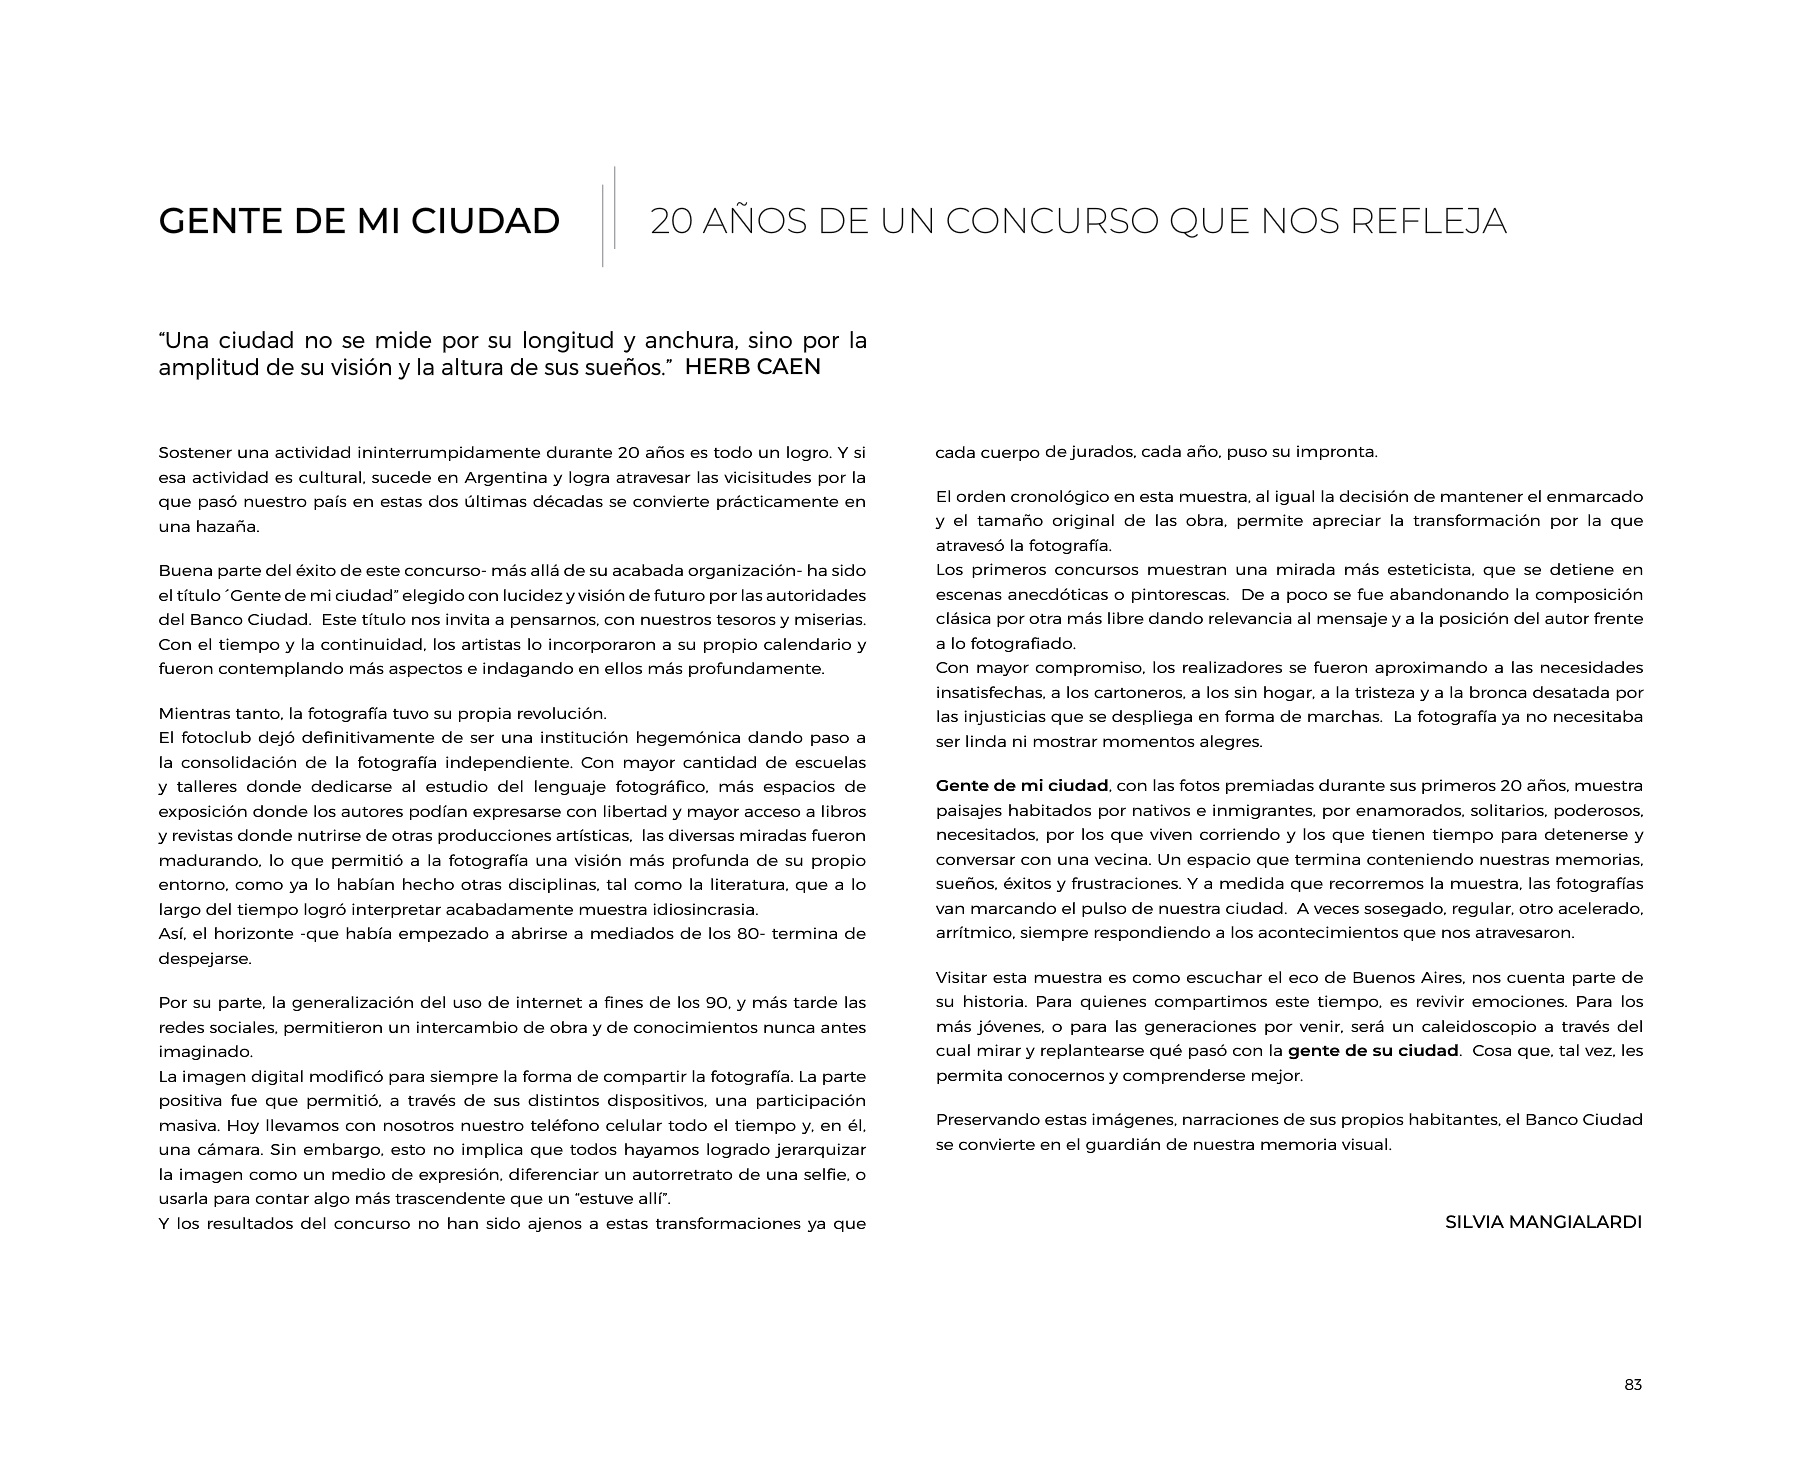 GENTE DE MI CIUDAD
20 AÑOS DE UN CONCURSO QUE NOS REFLEJA
“Una ciudad no se mide por su longitud y anchura, sino por la
amplitud de su visión y la altura de sus sueños.” HERB CAEN
Sostener una actividad ininterrumpidamente durante 20 años es todo un logro. Y si
esa actividad es cultural, sucede en Argentina y logra atravesar las vicisitudes por la
que pasó nuestro país en estas dos últimas décadas se convierte prácticamente en
una hazaña.
Buena parte del éxito de este concurso- más allá de su acabada organización- ha sido
el título ´Gente de mi ciudad” elegido con lucidez y visión de futuro por las autoridades
del Banco Ciudad. Este título nos invita a pensarnos, con nuestros tesoros y miserias.
Con el tiempo y la continuidad, los artistas lo incorporaron a su propio calendario y
fueron contemplando más aspectos e indagando en ellos más profundamente.
Mientras tanto, la fotografía tuvo su propia revolución.
El fotoclub dejó definitivamente de ser una institución hegemónica dando paso a
la consolidación de la fotografía independiente. Con mayor cantidad de escuelas
y talleres donde dedicarse al estudio del lenguaje fotográfico, más espacios de
exposición donde los autores podían expresarse con libertad y mayor acceso a libros
y revistas donde nutrirse de otras producciones artísticas, las diversas miradas fueron
madurando, lo que permitió a la fotografía una visión más profunda de su propio
entorno, como ya lo habían hecho otras disciplinas, tal como la literatura, que a lo
largo del tiempo logró interpretar acabadamente muestra idiosincrasia.
Así, el horizonte -que había empezado a abrirse a mediados de los 80- termina de
despejarse.
Por su parte, la generalización del uso de internet a fines de los 90, y más tarde las
redes sociales, permitieron un intercambio de obra y de conocimientos nunca antes
imaginado.
La imagen digital modificó para siempre la forma de compartir la fotografía. La parte
positiva fue que permitió, a través de sus distintos dispositivos, una participación
masiva. Hoy llevamos con nosotros nuestro teléfono celular todo el tiempo y, en él,
una cámara. Sin embargo, esto no implica que todos hayamos logrado jerarquizar
la imagen como un medio de expresión, diferenciar un autorretrato de una selfie, o
usarla para contar algo más trascendente que un “estuve allí”.
Y los resultados del concurso no han sido ajenos a estas transformaciones ya que
cada cuerpo de jurados, cada año, puso su impronta.
El orden cronológico en esta muestra, al igual la decisión de mantener el enmarcado
y el tamaño original de las obra, permite apreciar la transformación por la que
atravesó la fotografía.
Los primeros concursos muestran una mirada más esteticista, que se detiene en
escenas anecdóticas o pintorescas. De a poco se fue abandonando la composición
clásica por otra más libre dando relevancia al mensaje y a la posición del autor frente
a lo fotografiado.
Con mayor compromiso, los realizadores se fueron aproximando a las necesidades
insatisfechas, a los cartoneros, a los sin hogar, a la tristeza y a la bronca desatada por
las injusticias que se despliega en forma de marchas. La fotografía ya no necesitaba
ser linda ni mostrar momentos alegres.
Gente de mi ciudad, con las fotos premiadas durante sus primeros 20 años, muestra
paisajes habitados por nativos e inmigrantes, por enamorados, solitarios, poderosos,
necesitados, por los que viven corriendo y los que tienen tiempo para detenerse y
conversar con una vecina. Un espacio que termina conteniendo nuestras memorias,
sueños, éxitos y frustraciones. Y a medida que recorremos la muestra, las fotografías
van marcando el pulso de nuestra ciudad. A veces sosegado, regular, otro acelerado,
arrítmico, siempre respondiendo a los acontecimientos que nos atravesaron.
Visitar esta muestra es como escuchar el eco de Buenos Aires, nos cuenta parte de
su historia. Para quienes compartimos este tiempo, es revivir emociones. Para los
más jóvenes, o para las generaciones por venir, será un caleidoscopio a través del
cual mirar y replantearse qué pasó con la gente de su ciudad. Cosa que, tal vez, les
permita conocernos y comprenderse mejor.
Preservando estas imágenes, narraciones de sus propios habitantes, el Banco Ciudad
se convierte en el guardián de nuestra memoria visual.
SILVIA MANGIALARDI
83